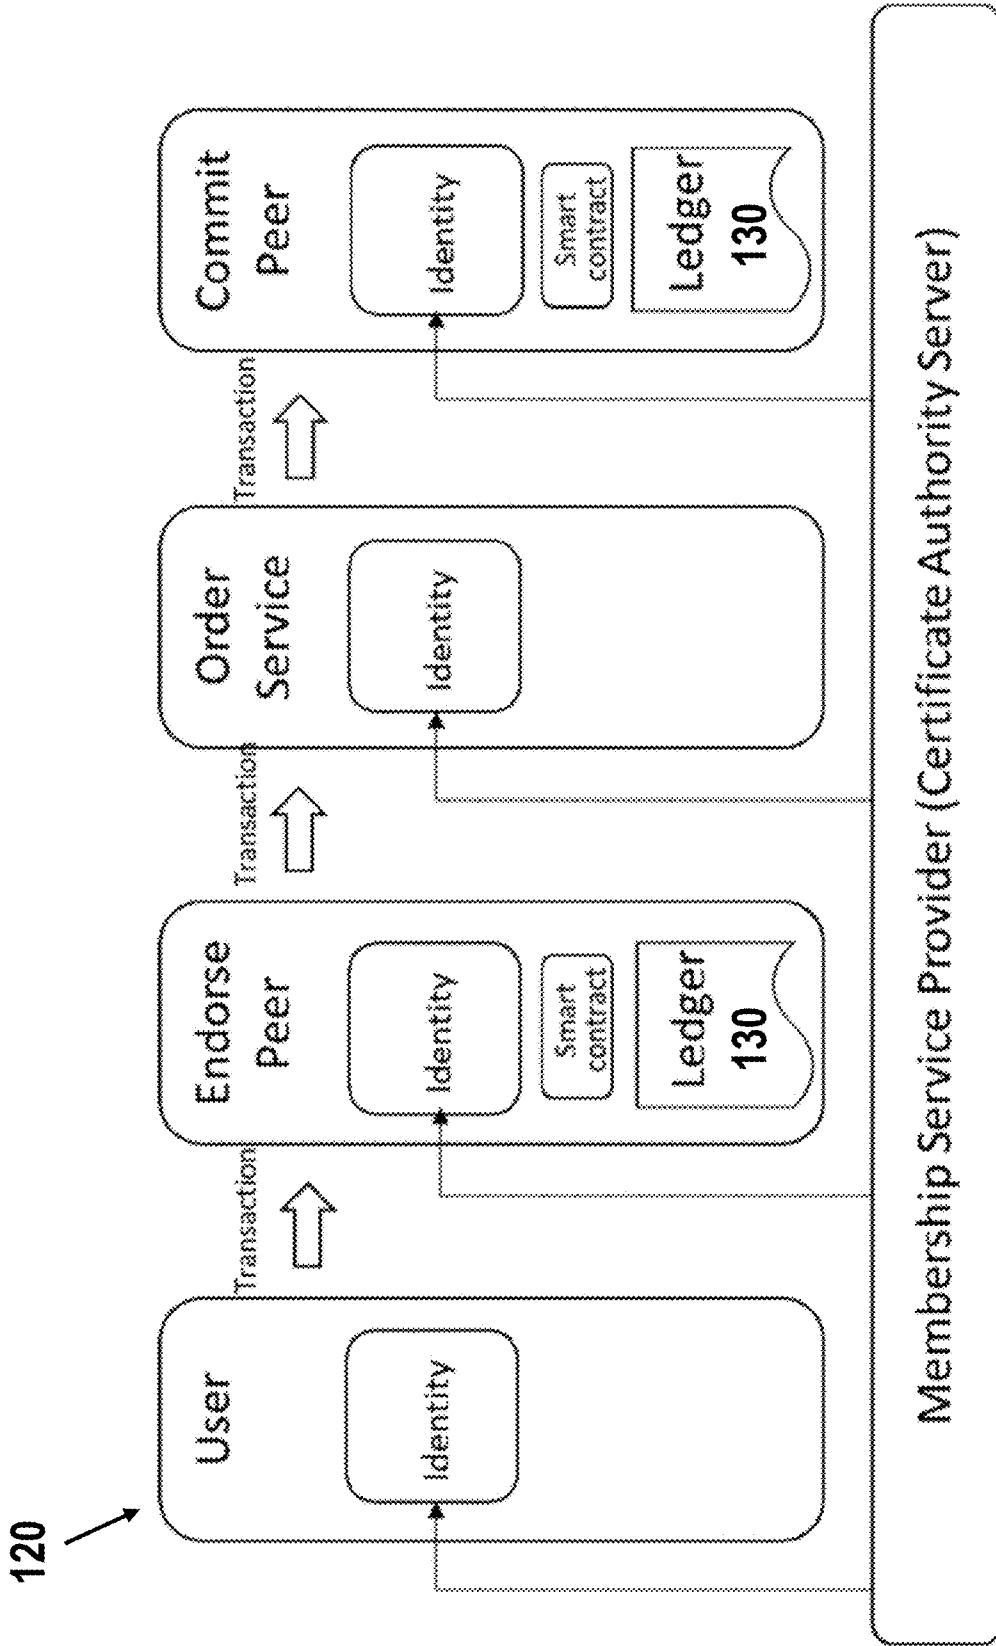 120
User
Identity
Transaction
Endorse
Peer
Identity
Smart
contract
Ledger
130
Transaction
Order
Service
Identity
Transaction
Commit
Peer
Identity
Smart
contract
Ledger
130
Membership Service Provider (Certificate Authority Server)